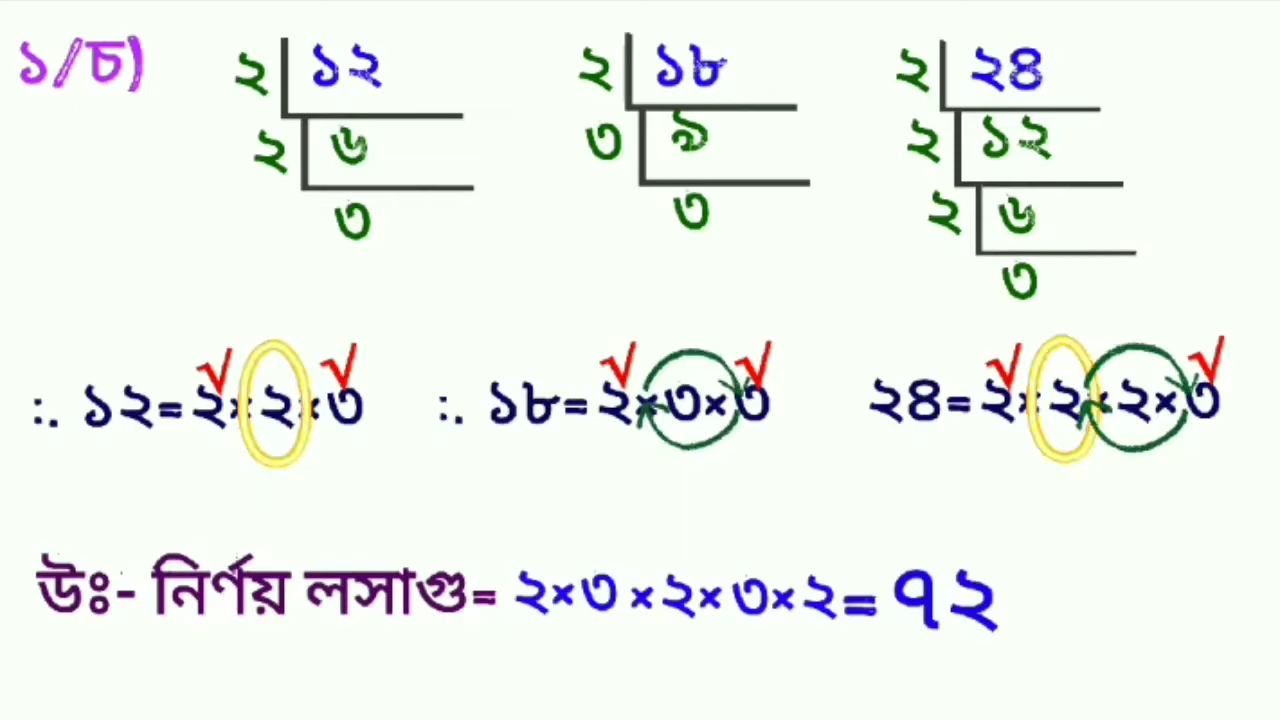 ১/চ) ২ ১২ ২ ১৮ ২ ২৪
২ ৬ ৩ ৯ ২ ১২
৩ ৩ ২ ৬
৩
∴ ১২=২×২×৩ ∴ ১৮=২×৩×৩ ২৪=২×২×২×৩
উঃ- নির্ণয় লসাগু= ২×৩×২×৩×২=৭২